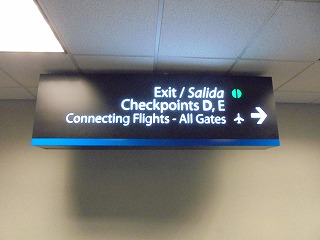 Exit / Salida
Checkpoints D, E
Connecting Flights - All Gates